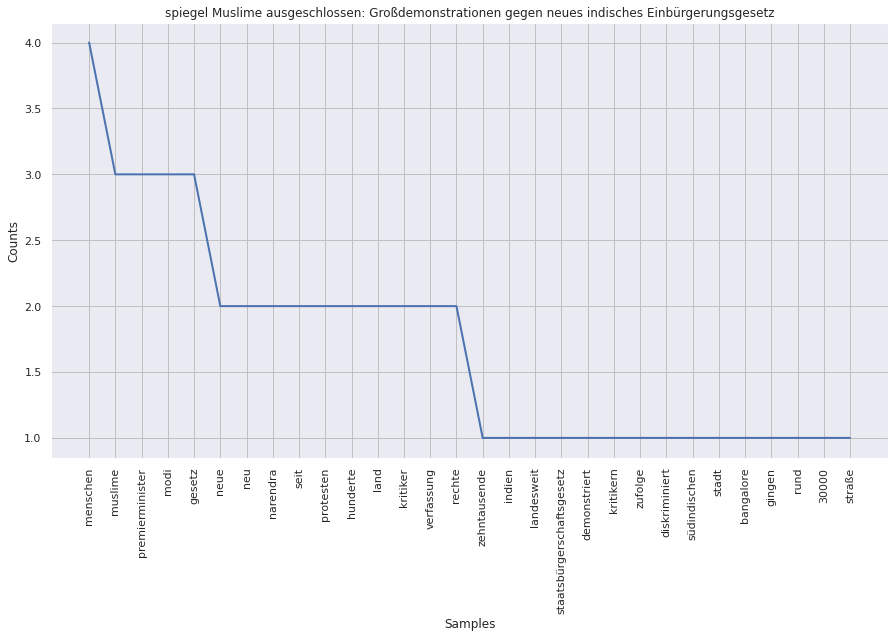 spiegel Muslime ausgeschlossen: Großdemonstrationen gegen neues indisches Einbürgerungsgesetz
Counts
4.0
3.5
3.0
2.5
2.0
1.5
1.0
menschen
muslime
premierminister
modi
gesetz
neue
neu
narendra
seit
protesten
hunderte
land
kritiker
verfassung
rechte
zehntausende
indien
landesweit
staatsbürgerschaftsgesetz
demonstriert
kritikern
zufolge
diskriminiert
südindischen
stadt
bangalore
gingen
rund
30000
straße
Samples